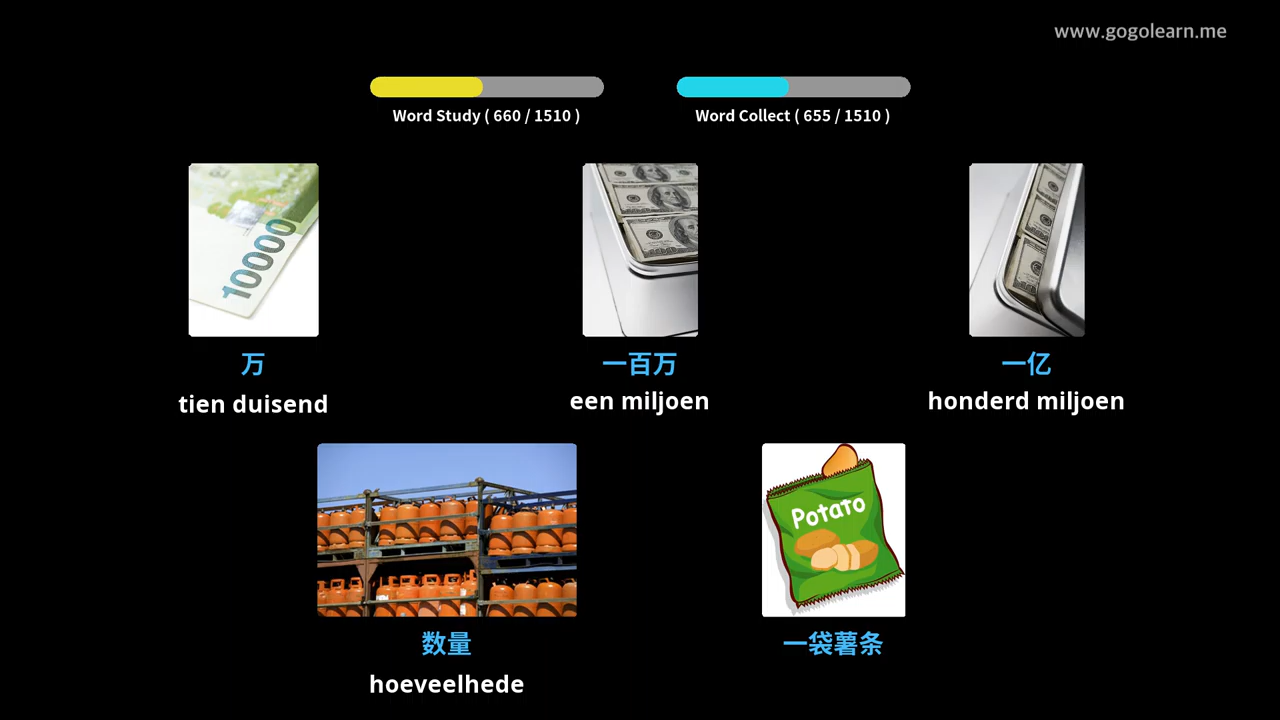 www.gogolearn.me
Word Study ( 660 / 1510 )
Word Collect ( 655 / 1510 )
10000
万
一百万
一亿
tien duisend
een miljoen
honderd miljoen
Potato
数量
一袋薯条
hoeveelhede